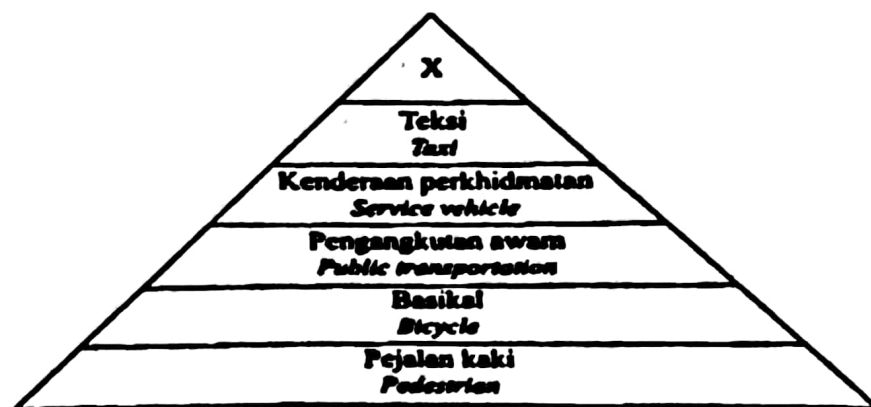 X
Teksi
Taxi
Kenderaan perkhidmatan
Service vehicle
Pengangkutan awam
Public transportation
Basikal
Bicycle
Pejalan kaki
Pedestrian